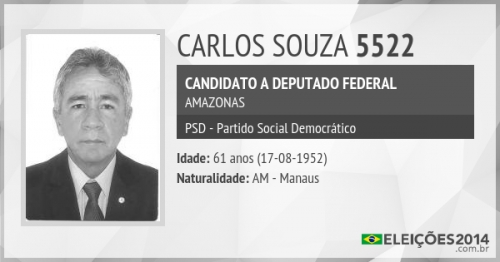 CARLOS SOUZA 5522
CANDIDATO A DEPUTADO FEDERAL
AMAZONAS
PSD - Partido Social Democrático
Idade: 61 anos (17-08-1952)
Naturalidade: AM - Manaus
ELEIÇÕES2014
.com.br